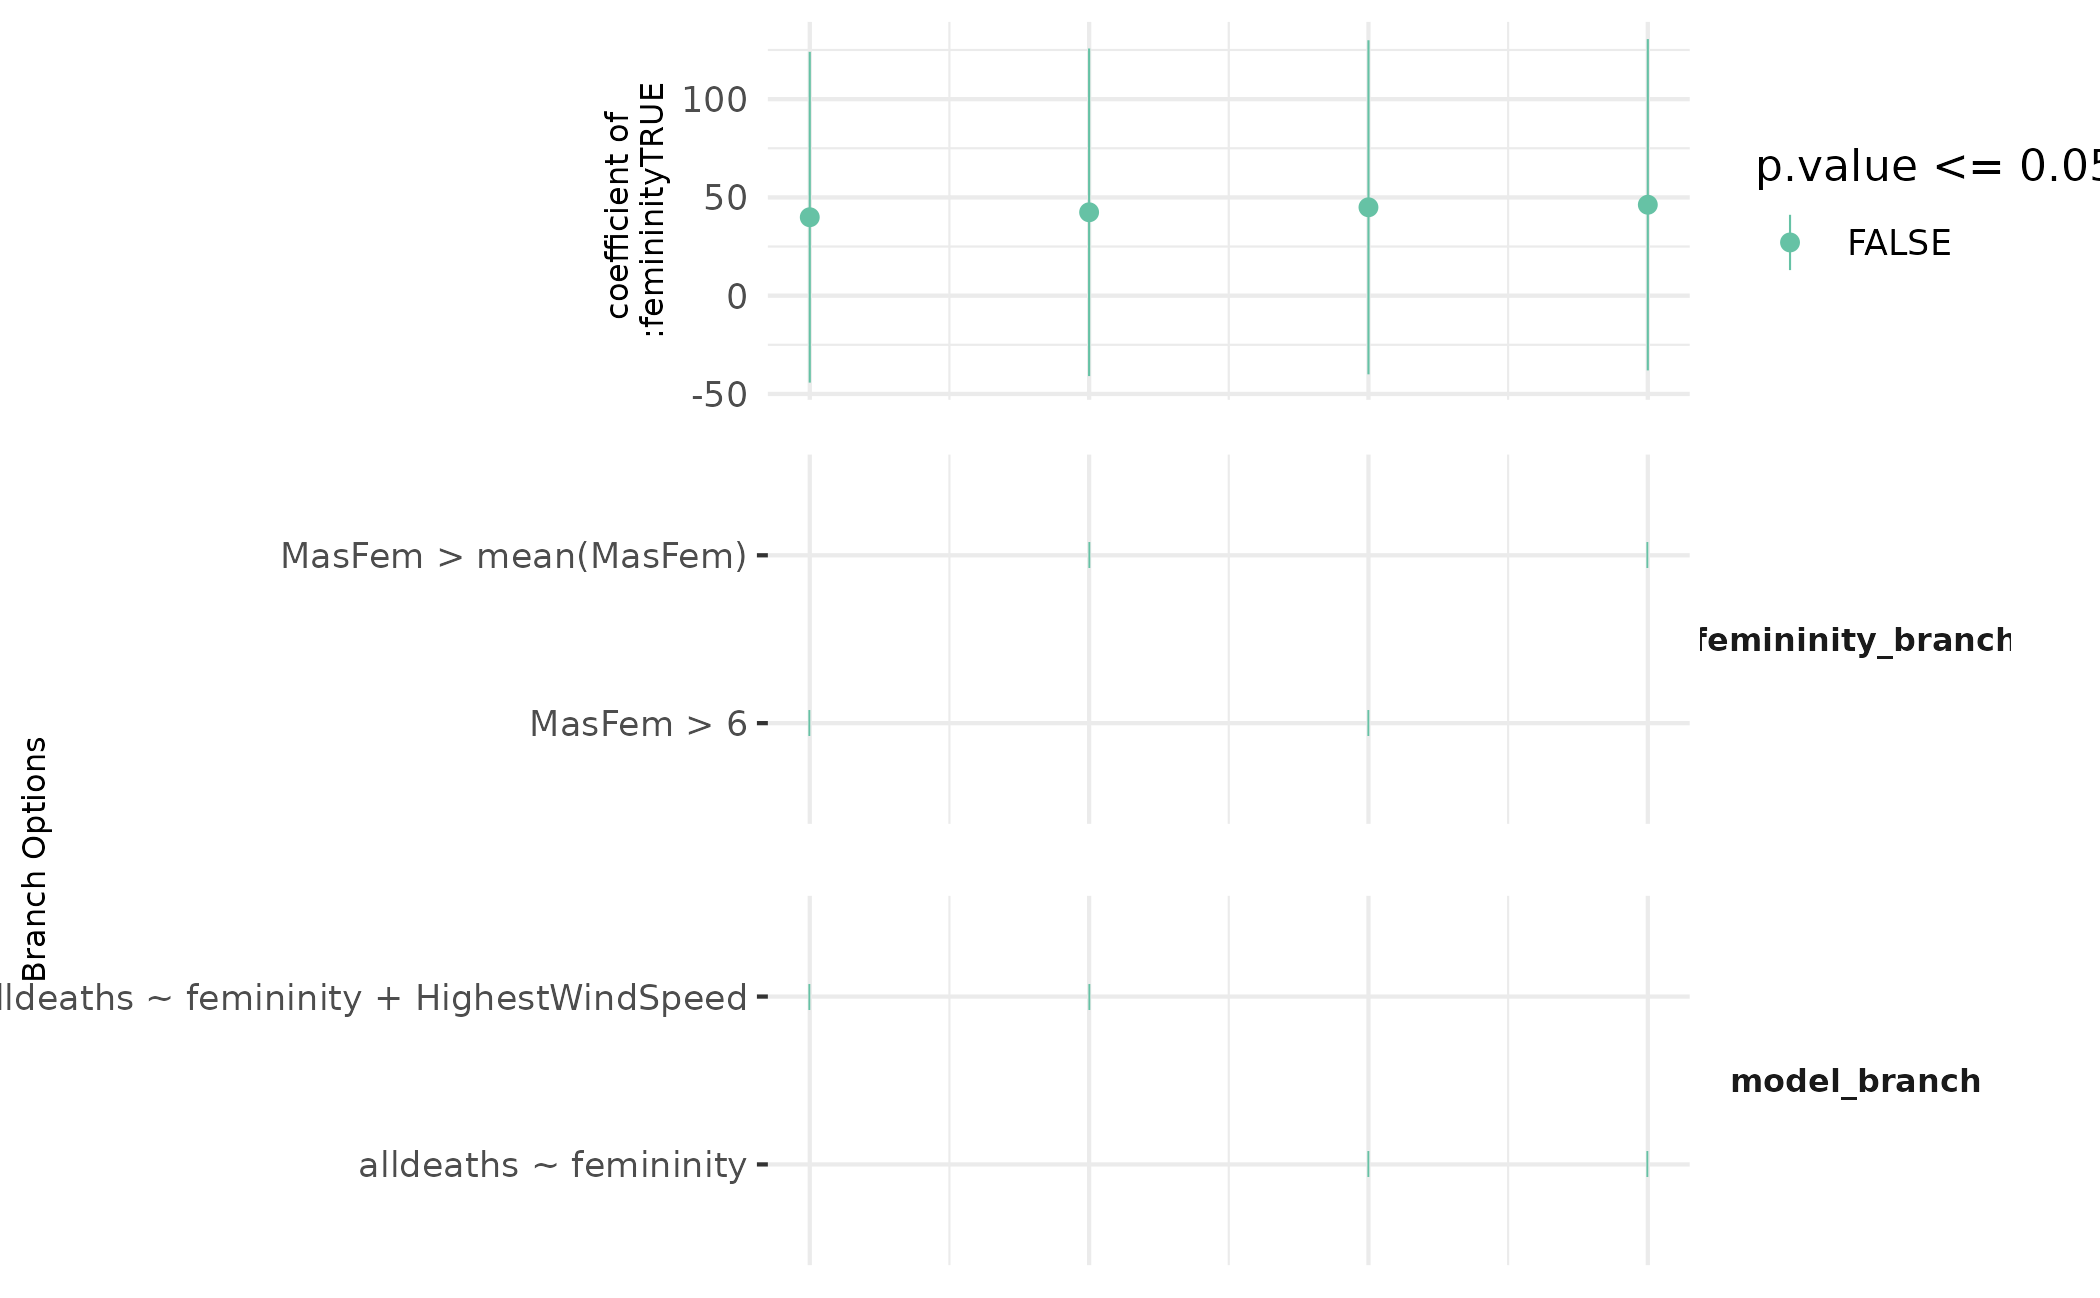 coefficient of
:femininityTRUE
100
50
0
-50
p.value <= 0.05
FALSE
Branch Options
MasFem > mean(MasFem)
MasFem > 6
femininity_branch
lldeaths ~ femininity + HighestWindSpeed
alldeaths ~ femininity
model_branch